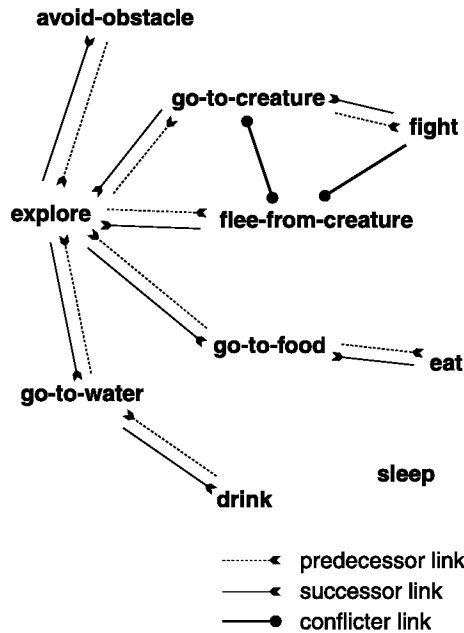 avoid-obstacle
go-to-creature
fight
explore
flee-from-creature
go-to-food
eat
go-to-water
sleep
drink
predecessor link
successor link
conflicter link